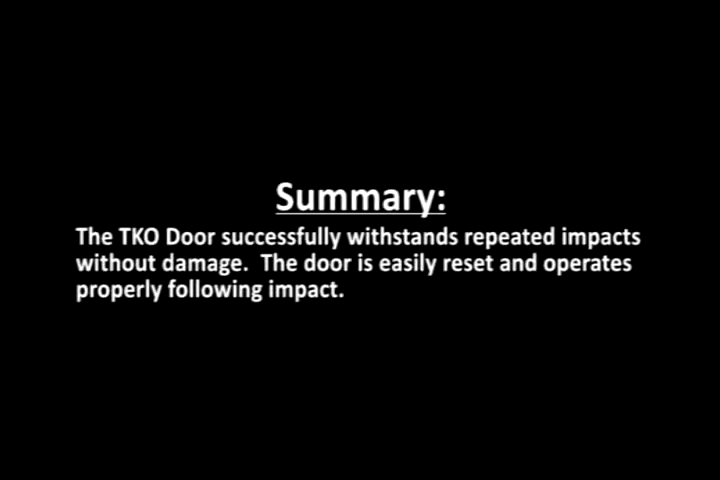 Summary:
The TKO Door successfully withstands repeated impacts
without damage.  The door is easily reset and operates
properly following impact.